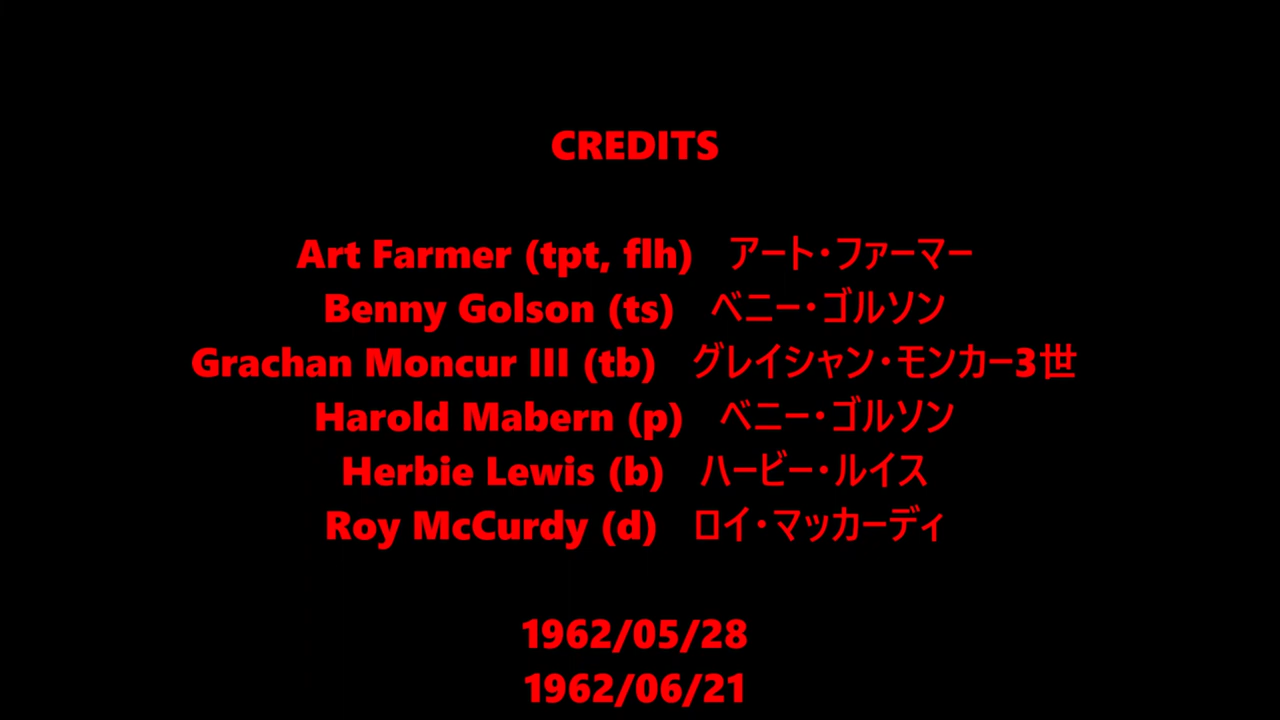 CREDITS
Art Farmer (tpt, flh) アート・ファーマー
Benny Golson (ts) ベニー・ゴルソン
Grachan Moncur III (tb) グレイシャン・モンカー3世
Harold Mabern (p) ベニー・ゴルソン
Herbie Lewis (b) ハービー・ルイス
Roy McCurdy (d) ロイ・マッカーディ
1962/05/28
1962/06/21